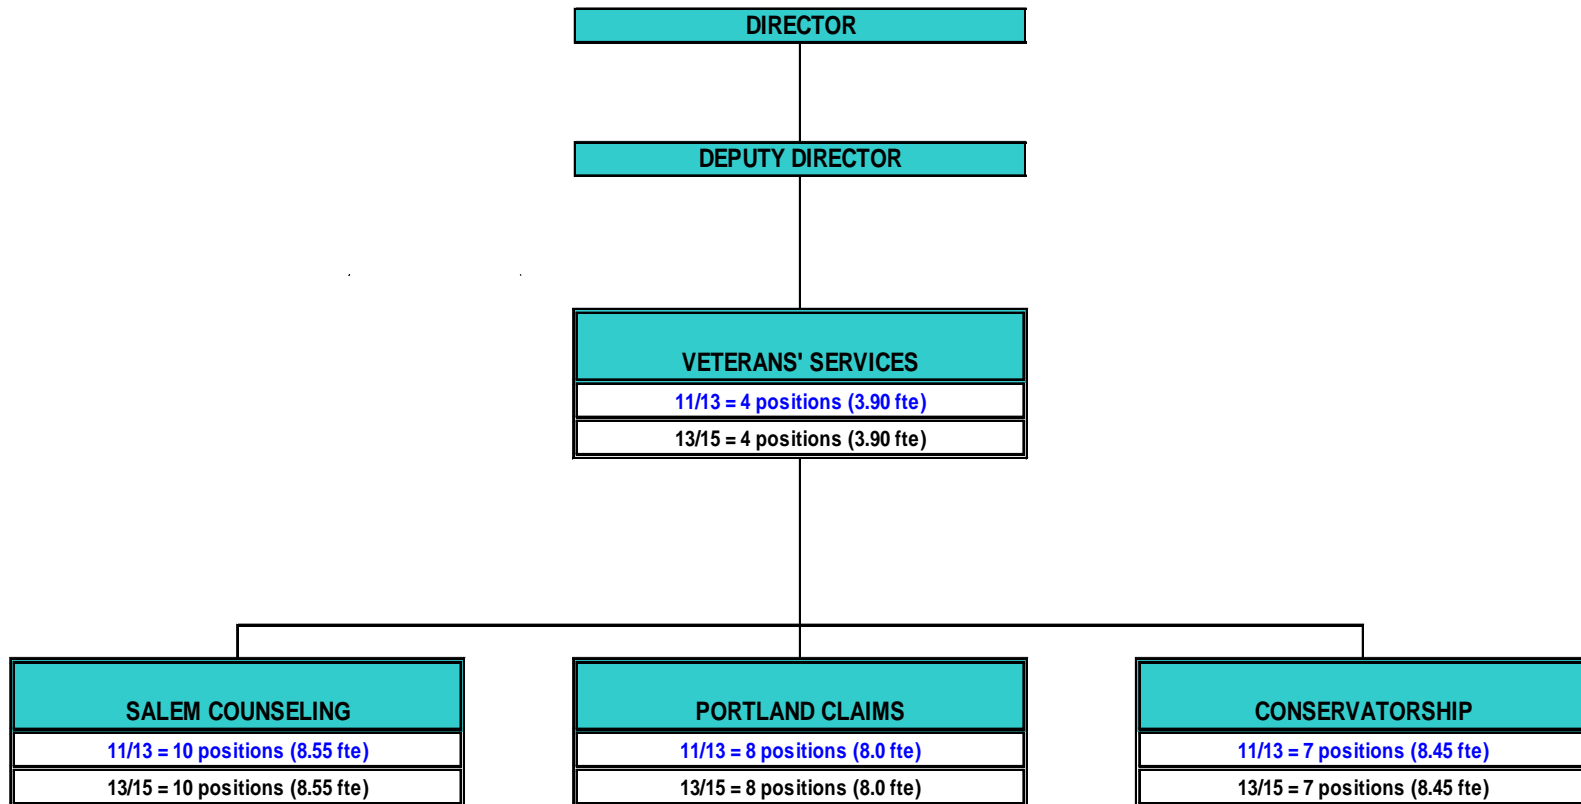 DIRECTOR
DEPUTY DIRECTOR
VETERANS' SERVICES
11/13 = 4 positions (3.90 fte)
13/15 = 4 positions (3.90 fte)
SALEM COUNSELING
11/13 = 10 positions (8.55 fte)
13/15 = 10 positions (8.55 fte)
PORTLAND CLAIMS
11/13 = 8 positions (8.0 fte)
13/15 = 8 positions (8.0 fte)
CONSERVATORSHIP
11/13 = 7 positions (8.45 fte)
13/15 = 7 positions (8.45 fte)